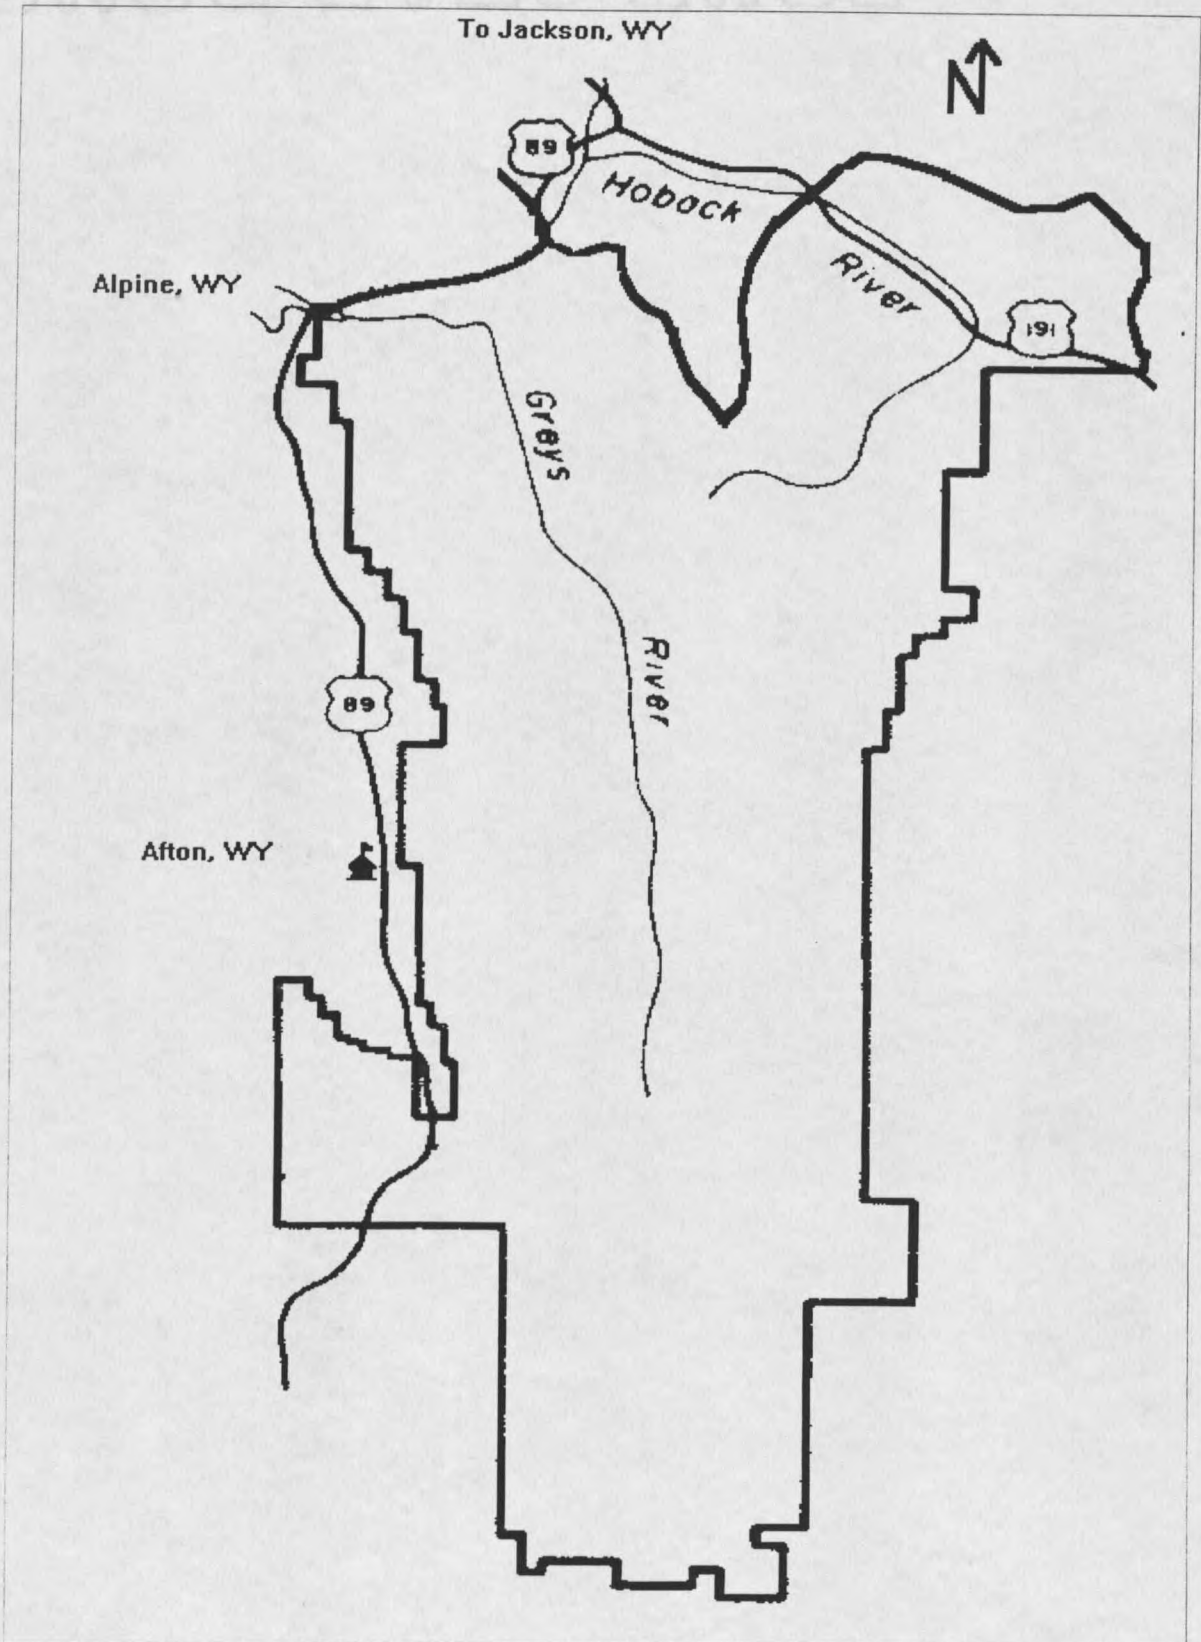 To Jackson, WY
N
89
Hoback
River
Alpine, WY
191
Greys
River
89
Afton, WY